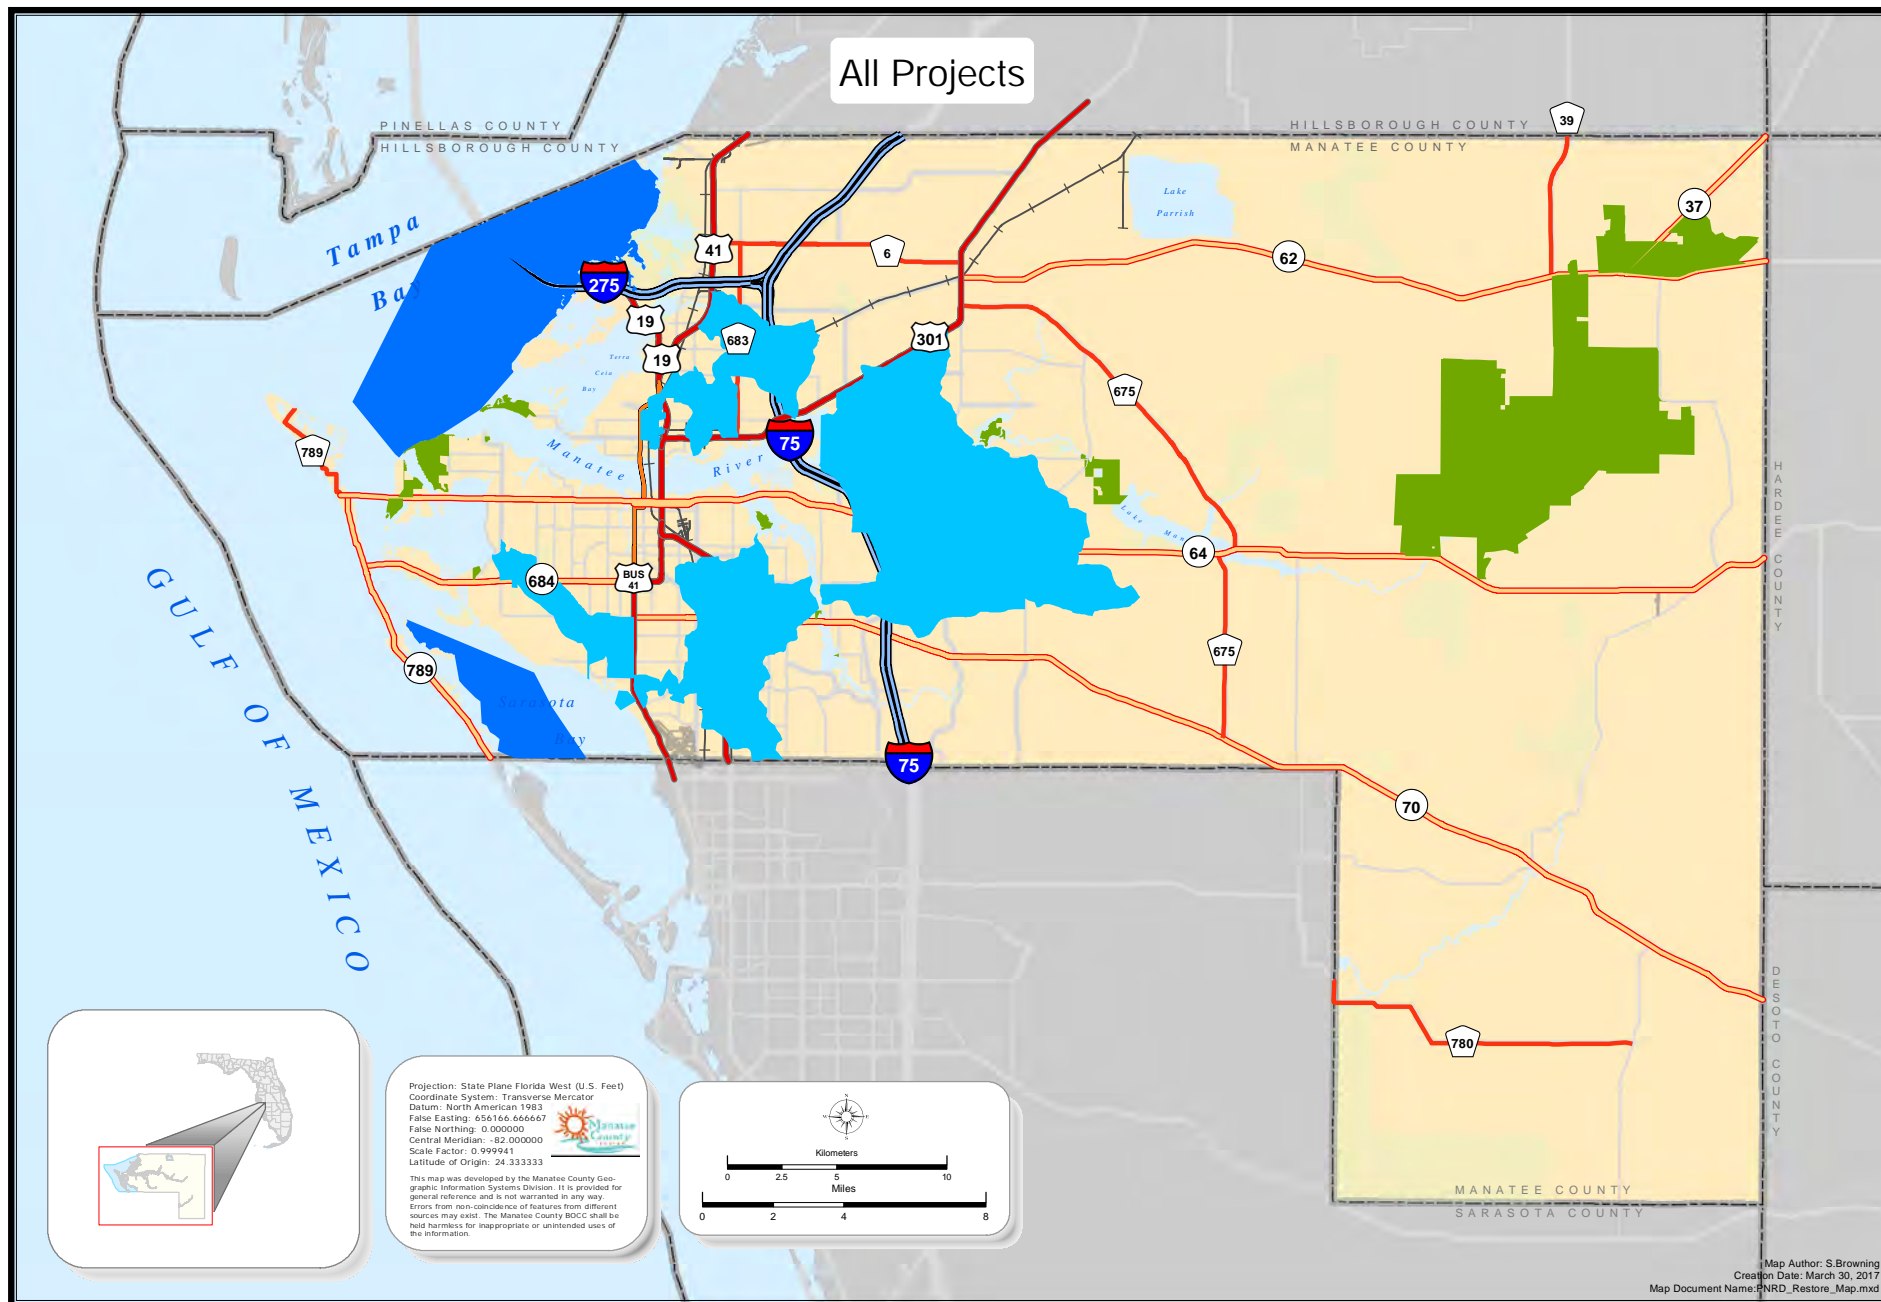 All Projects
PINELLAS COUNTY
HILLSBOROUGH COUNTY
HILLSBOROUGH COUNTY
MANATEE COUNTY
39
37
Lake
Parrish
Tampa
Bay
41
6
62
275
19
683
301
19
Terra
Ceia
Bay
675
789
75
Manatee
River
HARDEE COUNTY
Lake
64
684
BUS
41
GULF OF MEXICO
789
675
Sarasota
Bay
75
70
DESOTO COUNTY
780
MANATEE COUNTY
SARASOTA COUNTY
Projection: State Plane Florida West (U.S. Feet)
Coordinate System: Transverse Mercator
Datum: North American 1983
False Easting: 656166.666667
False Northing: 0.000000
Central Meridian: -82.000000
Scale Factor: 0.999941
Latitude of Origin: 24.333333
Manatee
County
This map was developed by the Manatee County Geo-
graphic Information Systems Division. It is provided for
general reference and is not warranted in any way.
Errors from non-coincidence of features from different
sources may exist. The Manatee County BOCC shall be
held harmless for inappropriate or unintended uses of
the information.
N
W E
S
Kilometers
0 2.5 5 10
Miles
0 2 4 8
Map Author: S.Browning
Creation Date: March 30, 2017
Map Document Name:PNRD_Restore_Map.mxd